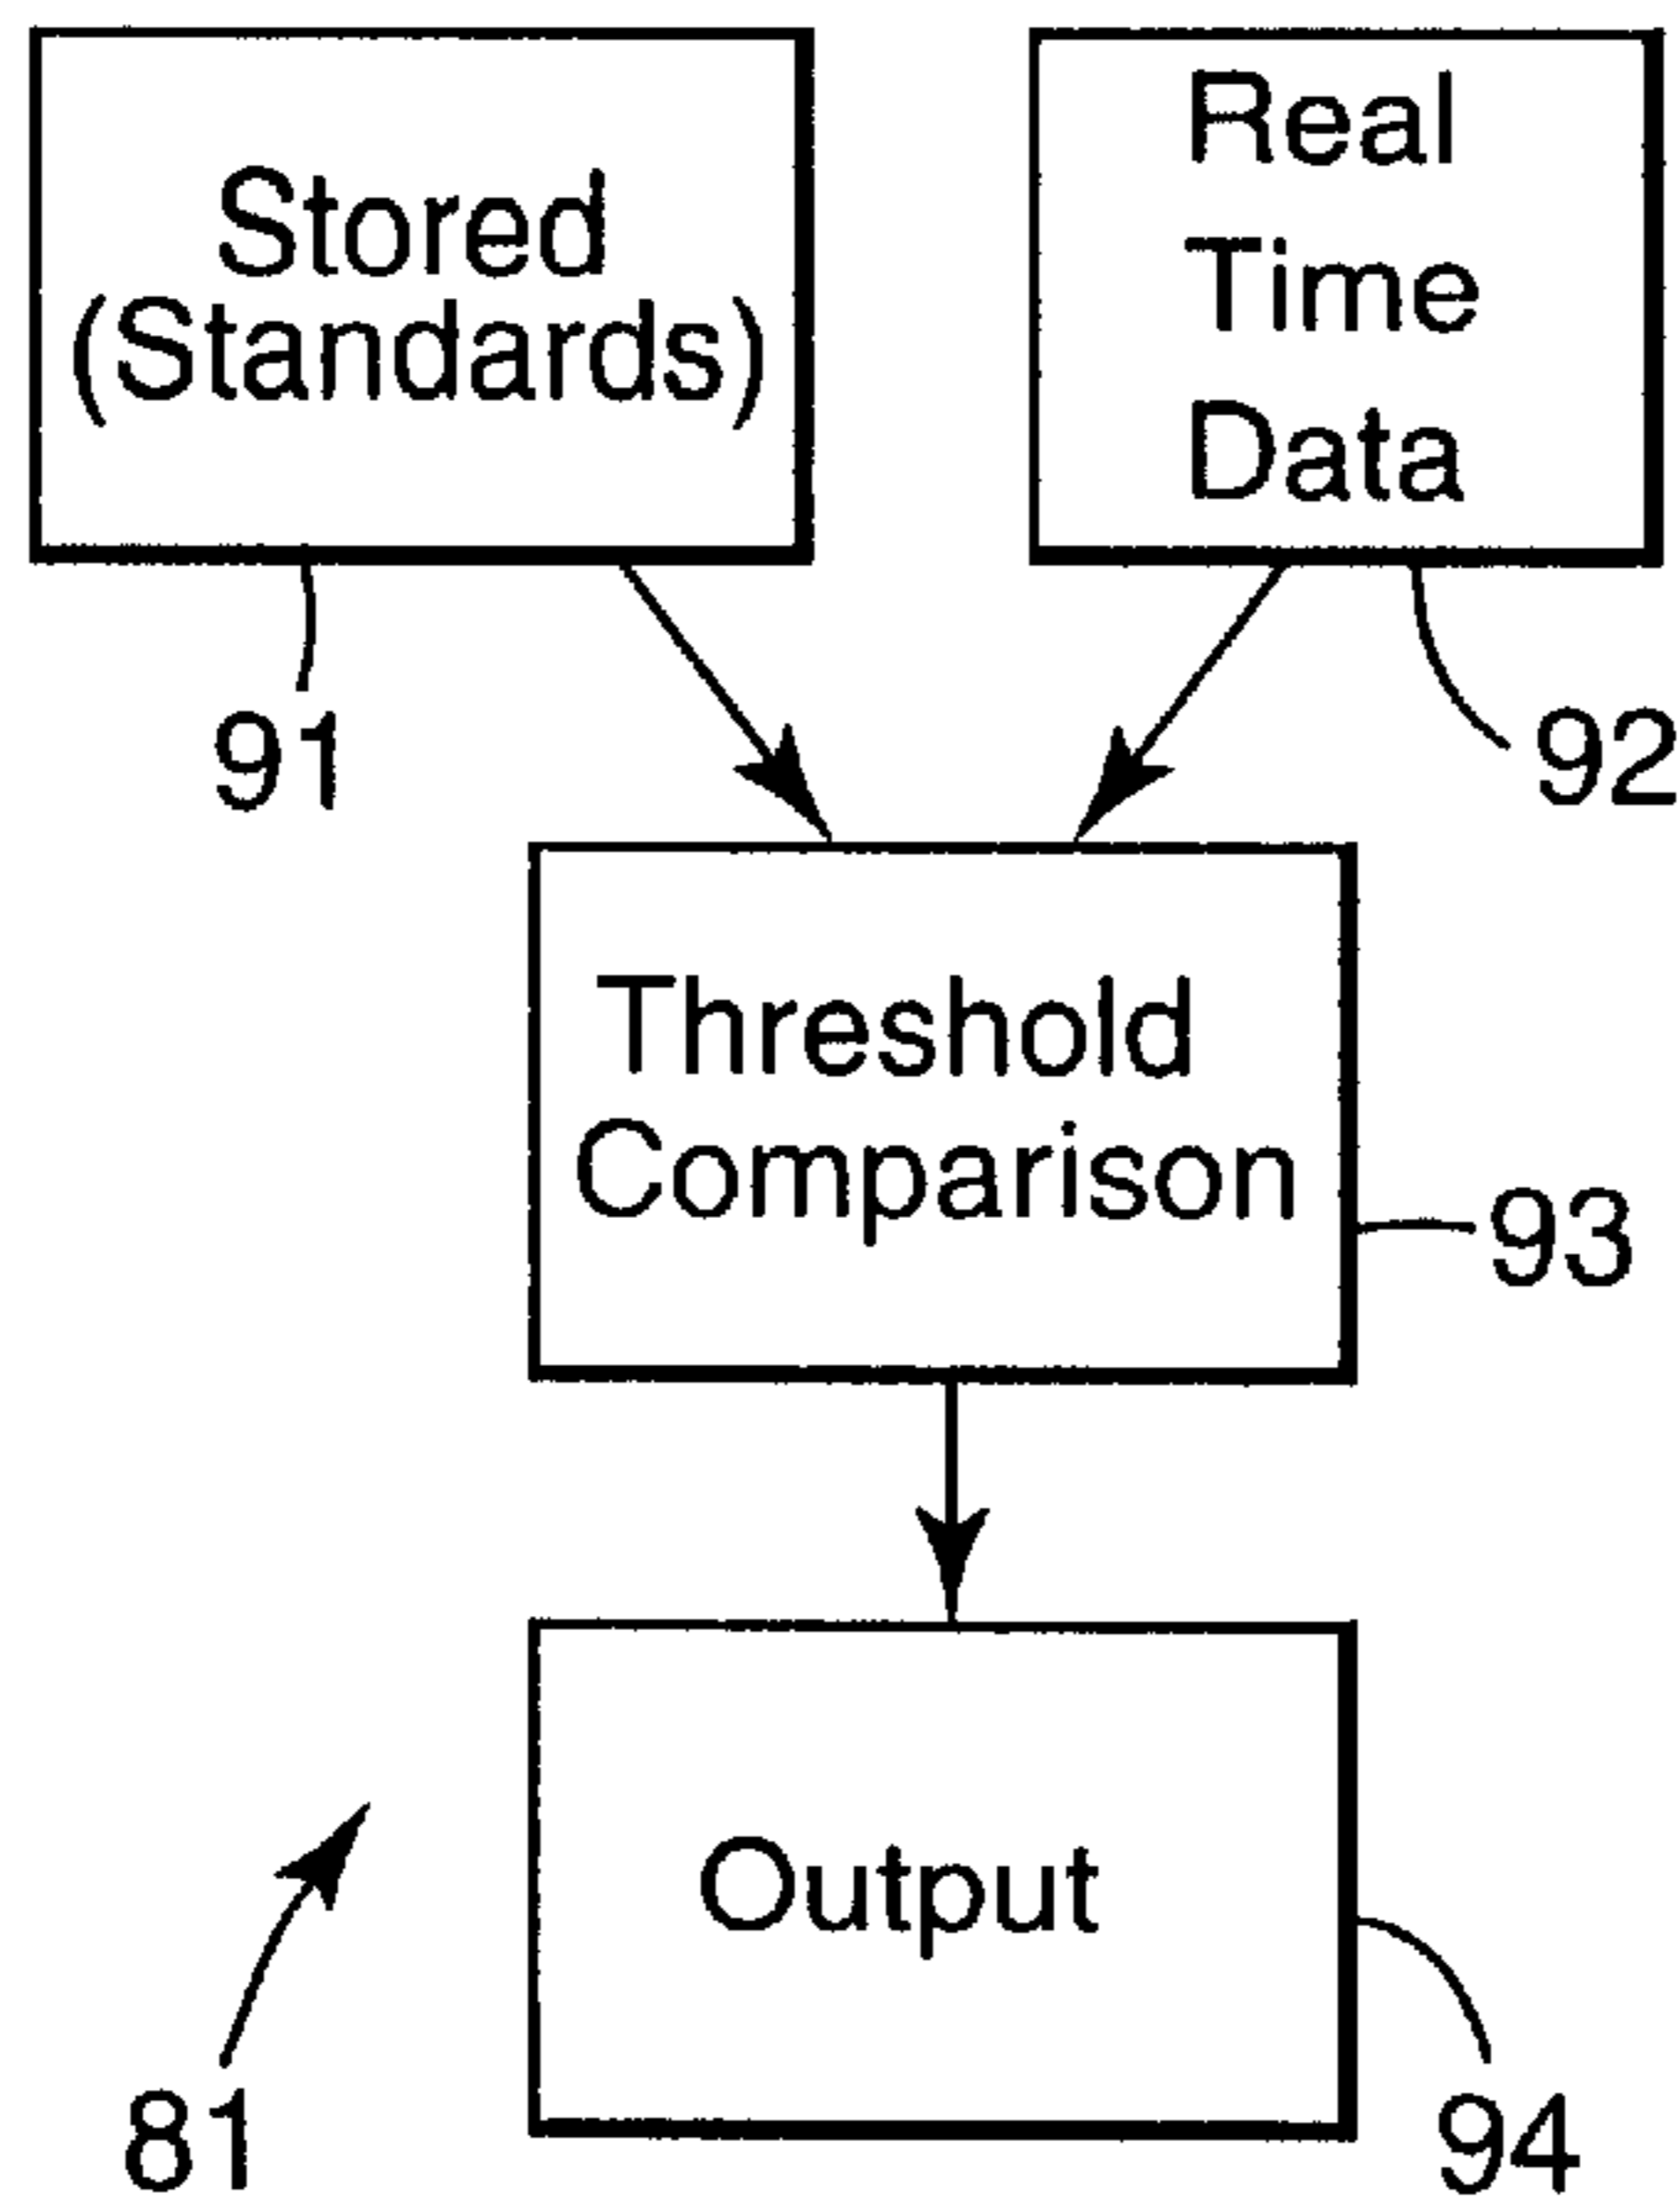 Stored
(Standards)
Real
Time
Data
91
92
Threshold
Comparison
93
Output
81
94